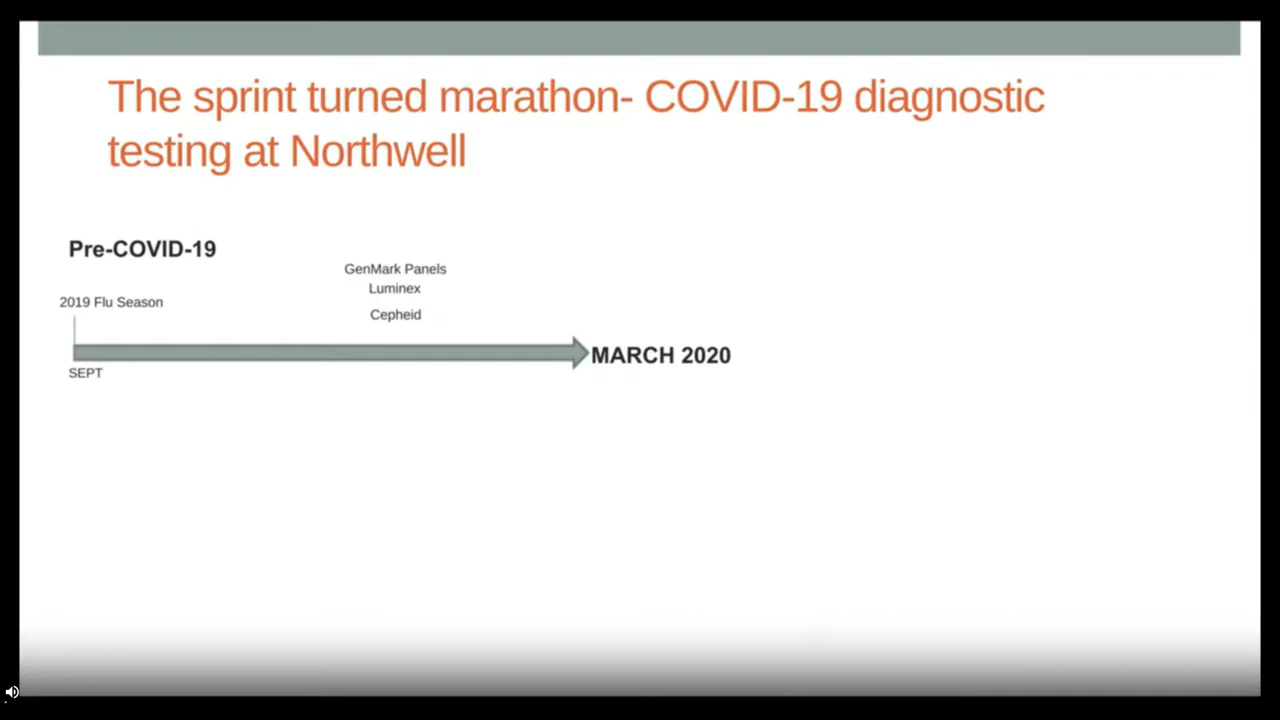 The sprint turned marathon- COVID-19 diagnostic
testing at Northwell
Pre-COVID-19
GenMark Panels
Luminex
2019 Flu Season
Cepheid
MARCH 2020
SEPT